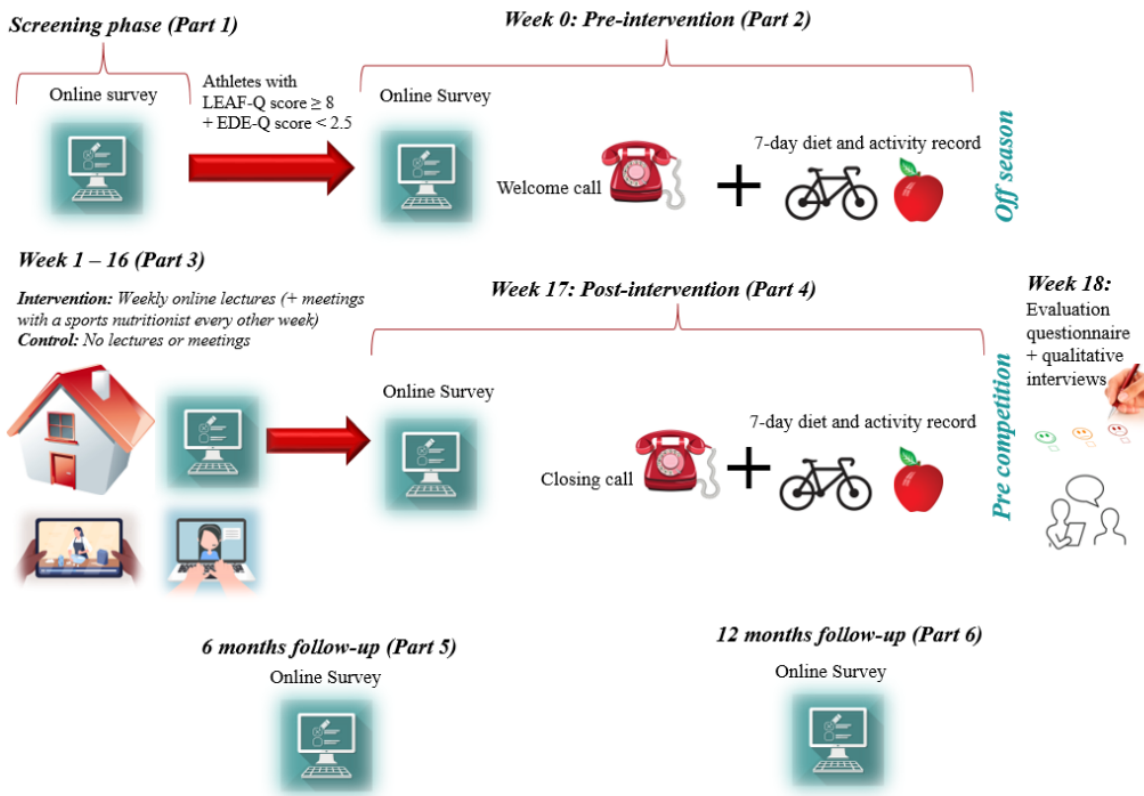 Screening phase (Part 1)
Online survey
Athletes with
LEAF-Q score ≥ 8
+ EDE-Q score < 2.5
Week 0: Pre-intervention (Part 2)
Online Survey
Welcome call
7-day diet and activity record
Off season
Week 1 – 16 (Part 3)
Intervention: Weekly online lectures (+ meetings
with a sports nutritionist every other week)
Control: No lectures or meetings
Week 17: Post-intervention (Part 4)
Online Survey
Closing call
7-day diet and activity record
Pre competition
Week 18:
Evaluation
questionnaire
+ qualitative
interviews
6 months follow-up (Part 5)
Online Survey
12 months follow-up (Part 6)
Online Survey